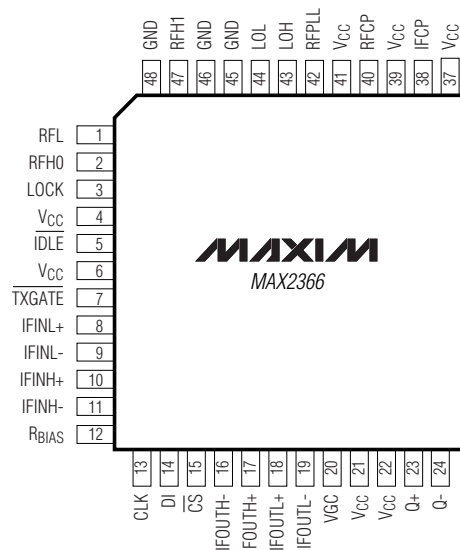 GND RFH1 GND GND LOL LOH RFPLL VCC RFCP VCC IFCP VCC
48 47 46 45 44 43 42 41 40 39 38 37
RFL 1
RFH0 2
LOCK 3
VCC 4
IDLE 5
VCC 6
TXGATE 7
IFINL+ 8
IFINL- 9
IFINH+ 10
IFINH- 11
RBIAS 12
MAXIM
MAX2366
13 14 15 16 17 18 19 20 21 22 23 24
CLK DI CS IFOUTH- FOUTH+ IFOUTL+ IFOUTL- VGC VCC VCC Q+ Q-